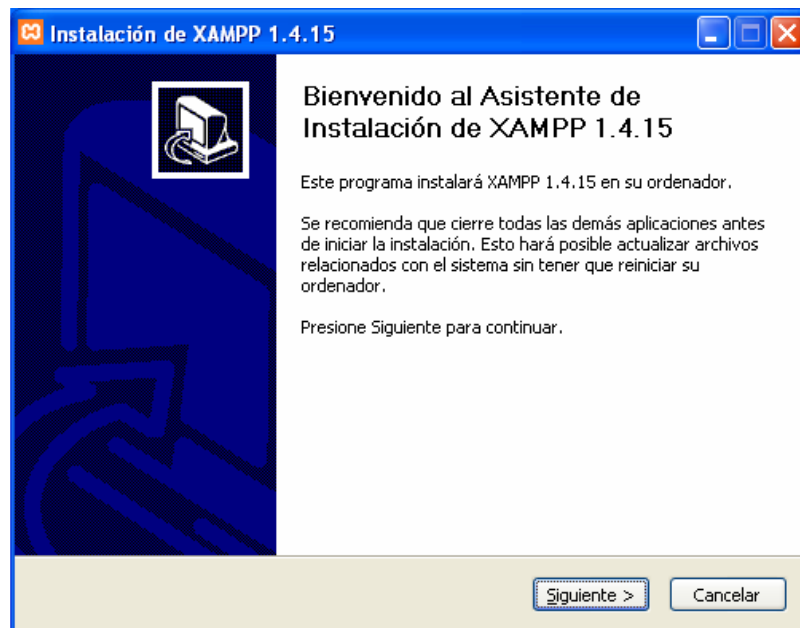 Instalación de XAMPP 1.4.15
Bienvenido al Asistente de
Instalación de XAMPP 1.4.15
Este programa instalará XAMPP 1.4.15 en su ordenador.
Se recomienda que cierre todas las demás aplicaciones antes
de iniciar la instalación. Esto hará posible actualizar archivos
relacionados con el sistema sin tener que reiniciar su
ordenador.
Presione Siguiente para continuar.
Siguiente >
Cancelar